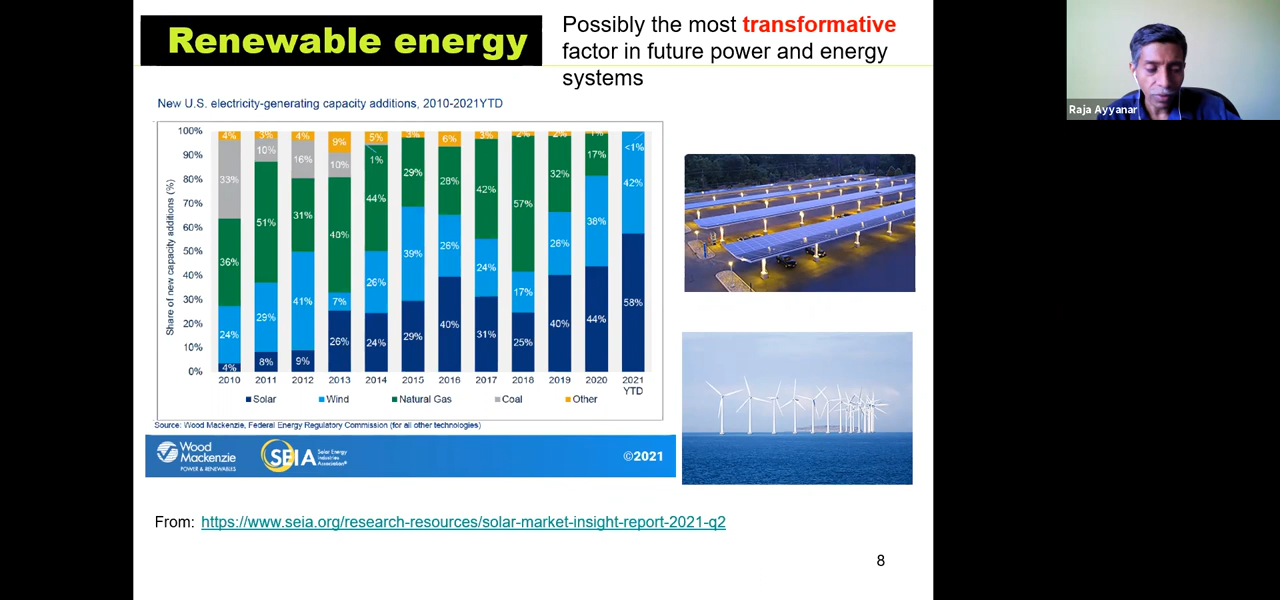 Renewable energy
Possibly the most transformative
factor in future power and energy
systems
Raja Ayyanar
New U.S. electricity-generating capacity additions, 2010-2021YTD
Share of new capacity additions (%)
100%
90%
80%
70%
60%
50%
40%
30%
20%
10%
0%
4% 33% 36% 24% 4%
3% 10% 51% 29% 8%
4% 16% 31% 41% 9%
9% 10% 48% 7% 26%
5% 1% 44% 26% 24%
3% 29% 39% 29%
6% 28% 26% 40%
3% 42% 24% 31%
2% 57% 17% 25%
2% 32% 26% 40%
1% 17% 38% 44%
<1% 42% 58%
2010 2011 2012 2013 2014 2015 2016 2017 2018 2019 2020 2021
YTD
Solar Wind Natural Gas Coal Other
Source: Wood Mackenzie, Federal Energy Regulatory Commission (for all other technologies)
Wood
Mackenzie
POWER & RENEWABLES
SEIA
Solar Energy
Industries
Association®
©2021
From: https://www.seia.org/research-resources/solar-market-insight-report-2021-q2
8